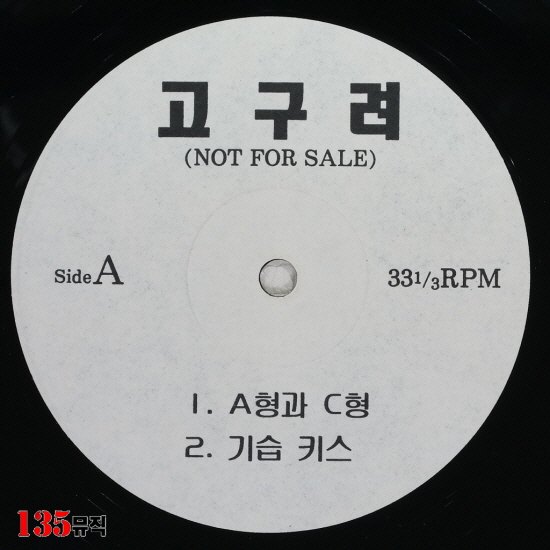 고구려
(NOT FOR SALE)
Side A
33 1/3 RPM
1. A형과 C형
2. 기습 키스
135뮤직